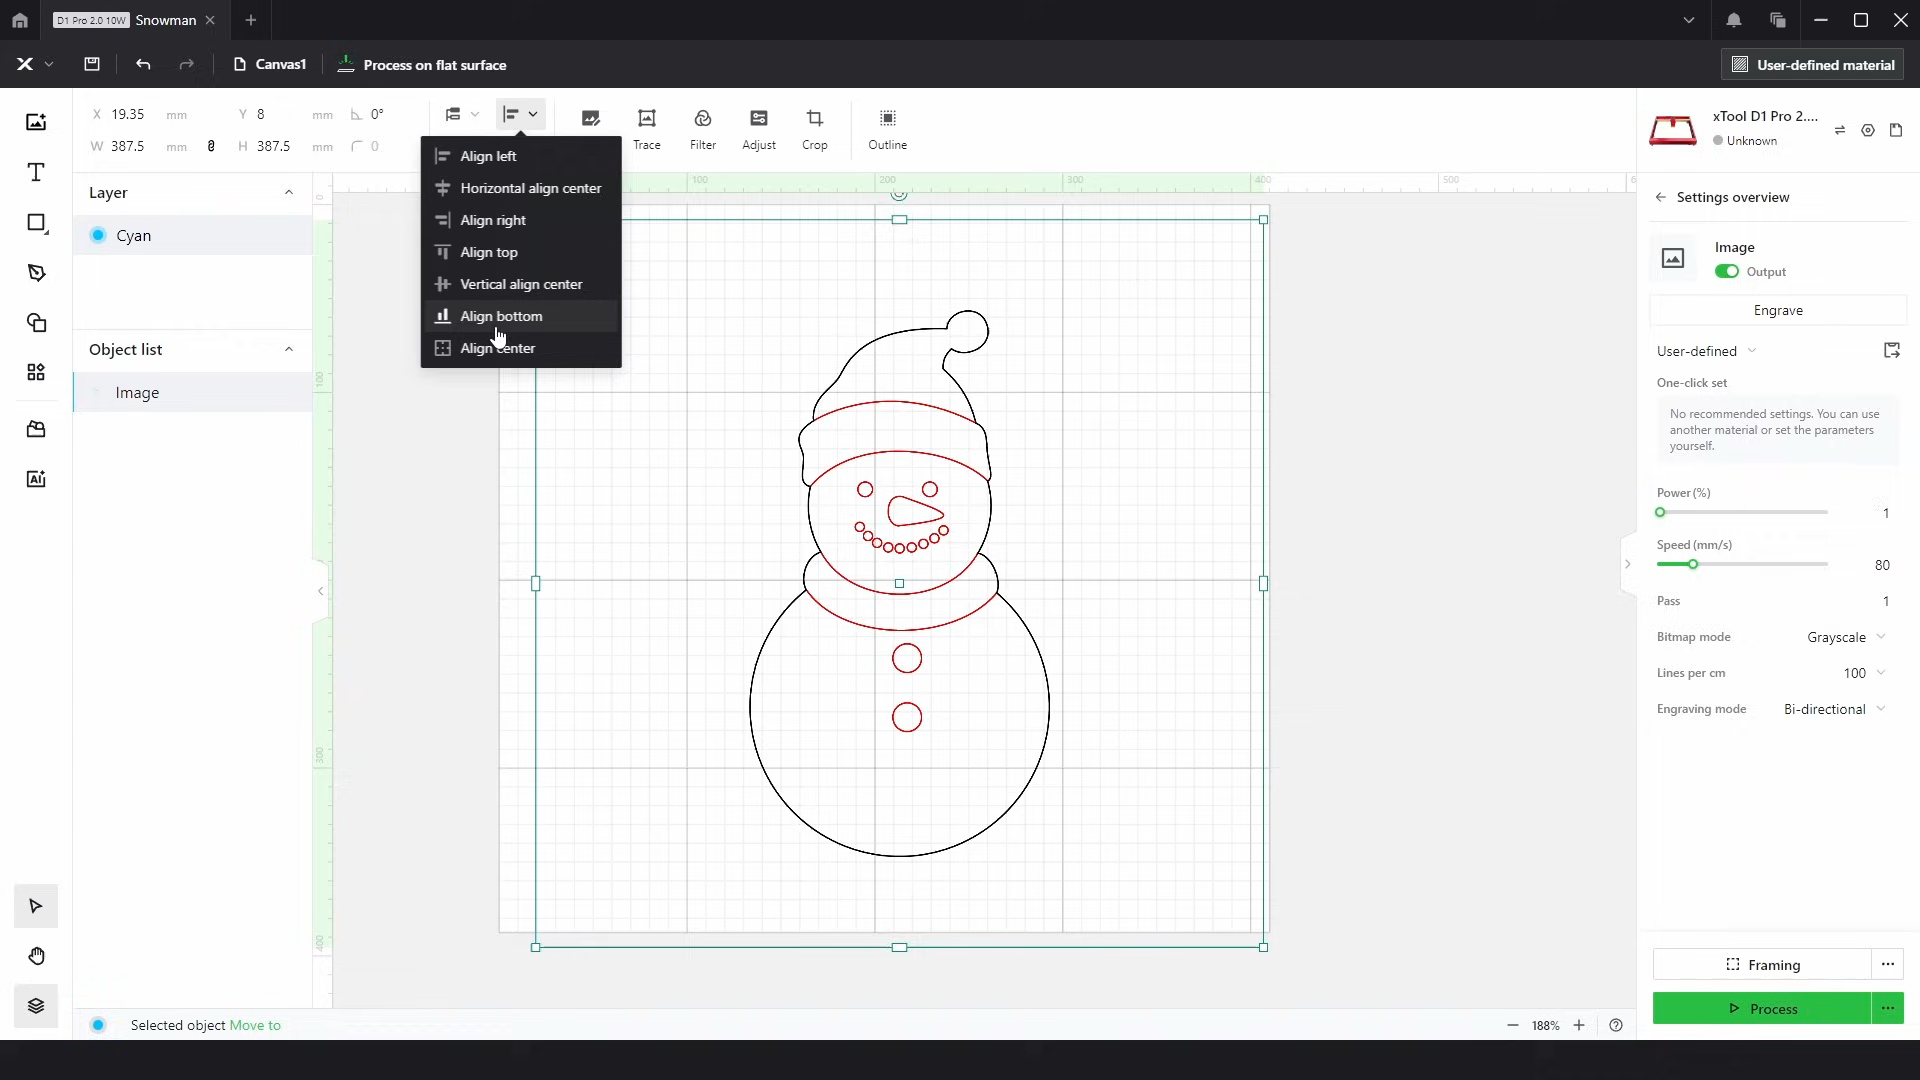 D1 Pro 2.0 10W Snowman
Canvas1
Process on flat surface
User-defined material
X 19.35 mm Y 8 mm 0°
W 387.5 mm H 387.5 mm 0
Trace
Filter
Adjust
Crop
Outline
Align left
Horizontal align center
Align right
Align top
Vertical align center
Align bottom
Align center
Layer
Cyan
Object list
Image
AI
0
100
200
300
400
500
100
300
400
xTool D1 Pro 2....
Unknown
Settings overview
Image
Output
Engrave
User-defined
One-click set
No recommended settings. You can use
another material or set the parameters
yourself.
Power (%)
1
Speed (mm/s)
80
Pass 1
Bitmap mode Grayscale
Lines per cm 100
Engraving mode Bi-directional
Framing
Process
Selected object Move to
188%